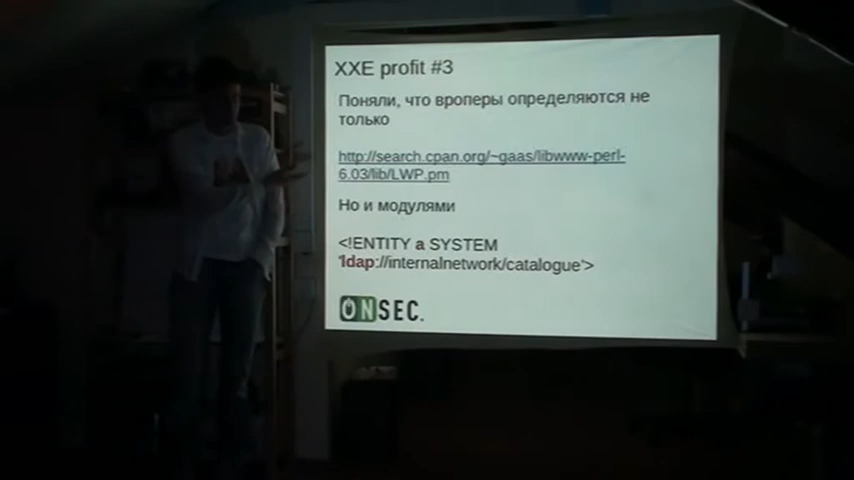 XXE profit #3
Поняли, что вроперы определяются не
только
http://search.cpan.org/~gaas/libwww-perl-
6.03/lib/LWP.pm
Но и модулями
<!ENTITY a SYSTEM
'ldap://internalnetwork/catalogue'>
ONSEC.